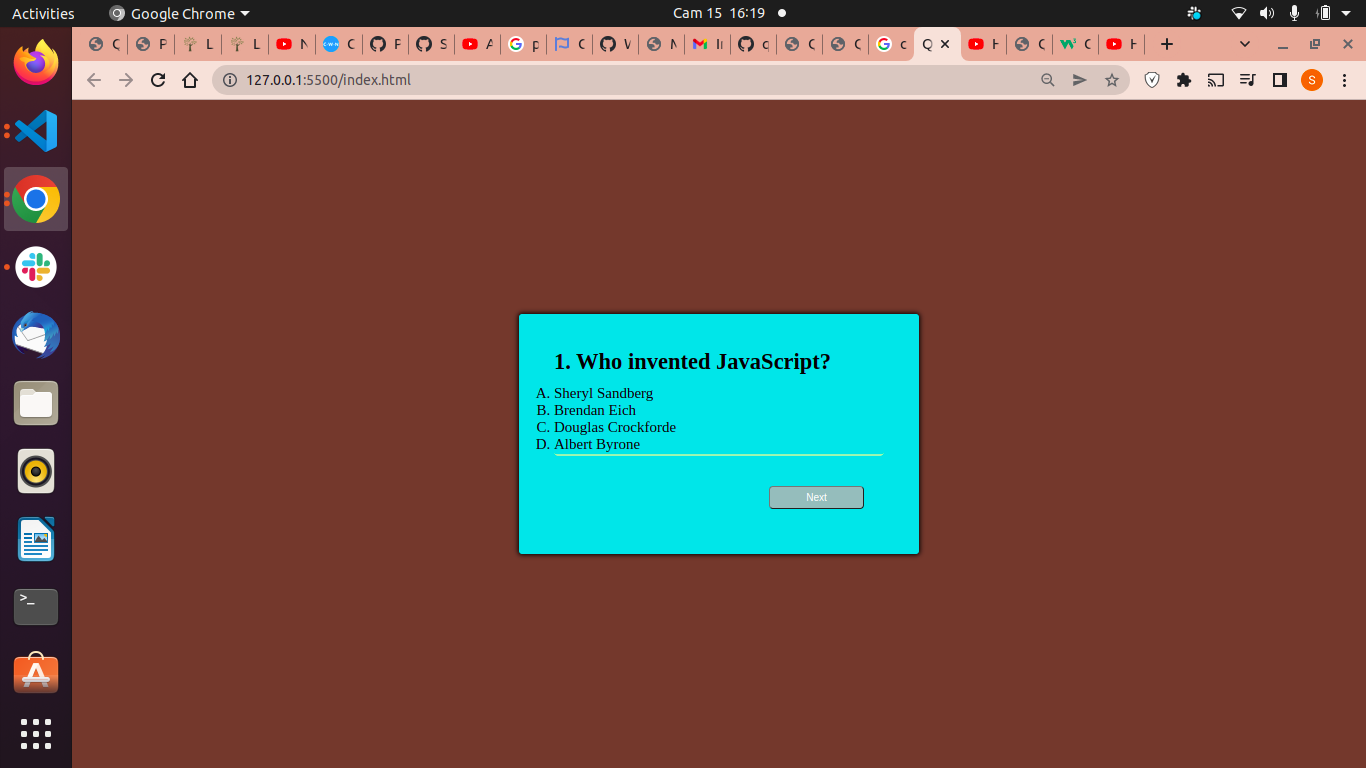 Activities
Google Chrome
Cam 15 16:19
127.0.0.1:5500/index.html
S
1. Who invented JavaScript?
A. Sheryl Sandberg
B. Brendan Eich
C. Douglas Crockforde
D. Albert Byrone
Next